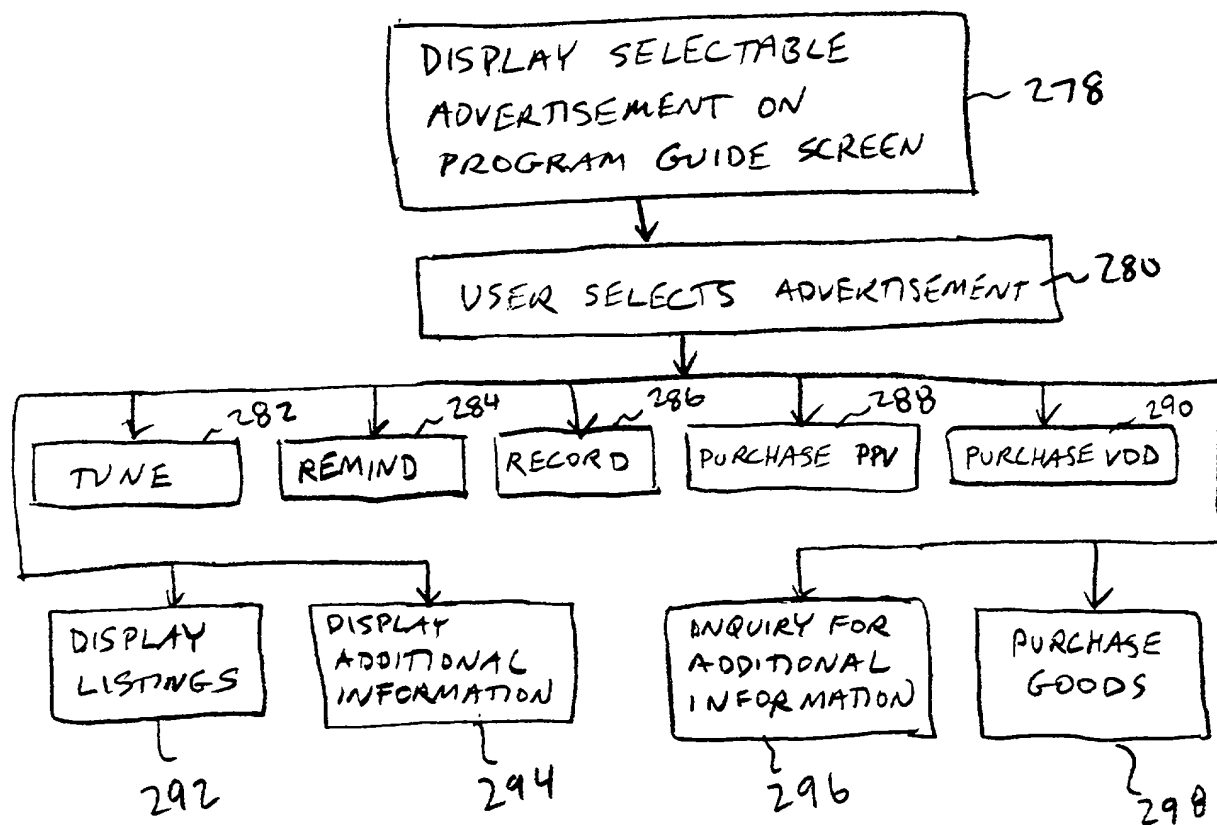 DISPLAY SELECTABLE
ADVERTISEMENT ON
PROGRAM GUIDE SCREEN
278
USER SELECTS ADVERTISEMENT
280
282
284
286
288
290
TUNE
REMIND
RECORD
PURCHASE PPV
PURCHASE VOD
DISPLAY
LISTINGS
DISPLAY
ADDITIONAL
INFORMATION
INQUIRY FOR
ADDITIONAL
INFORMATION
PURCHASE
GOODS
292
294
296
298